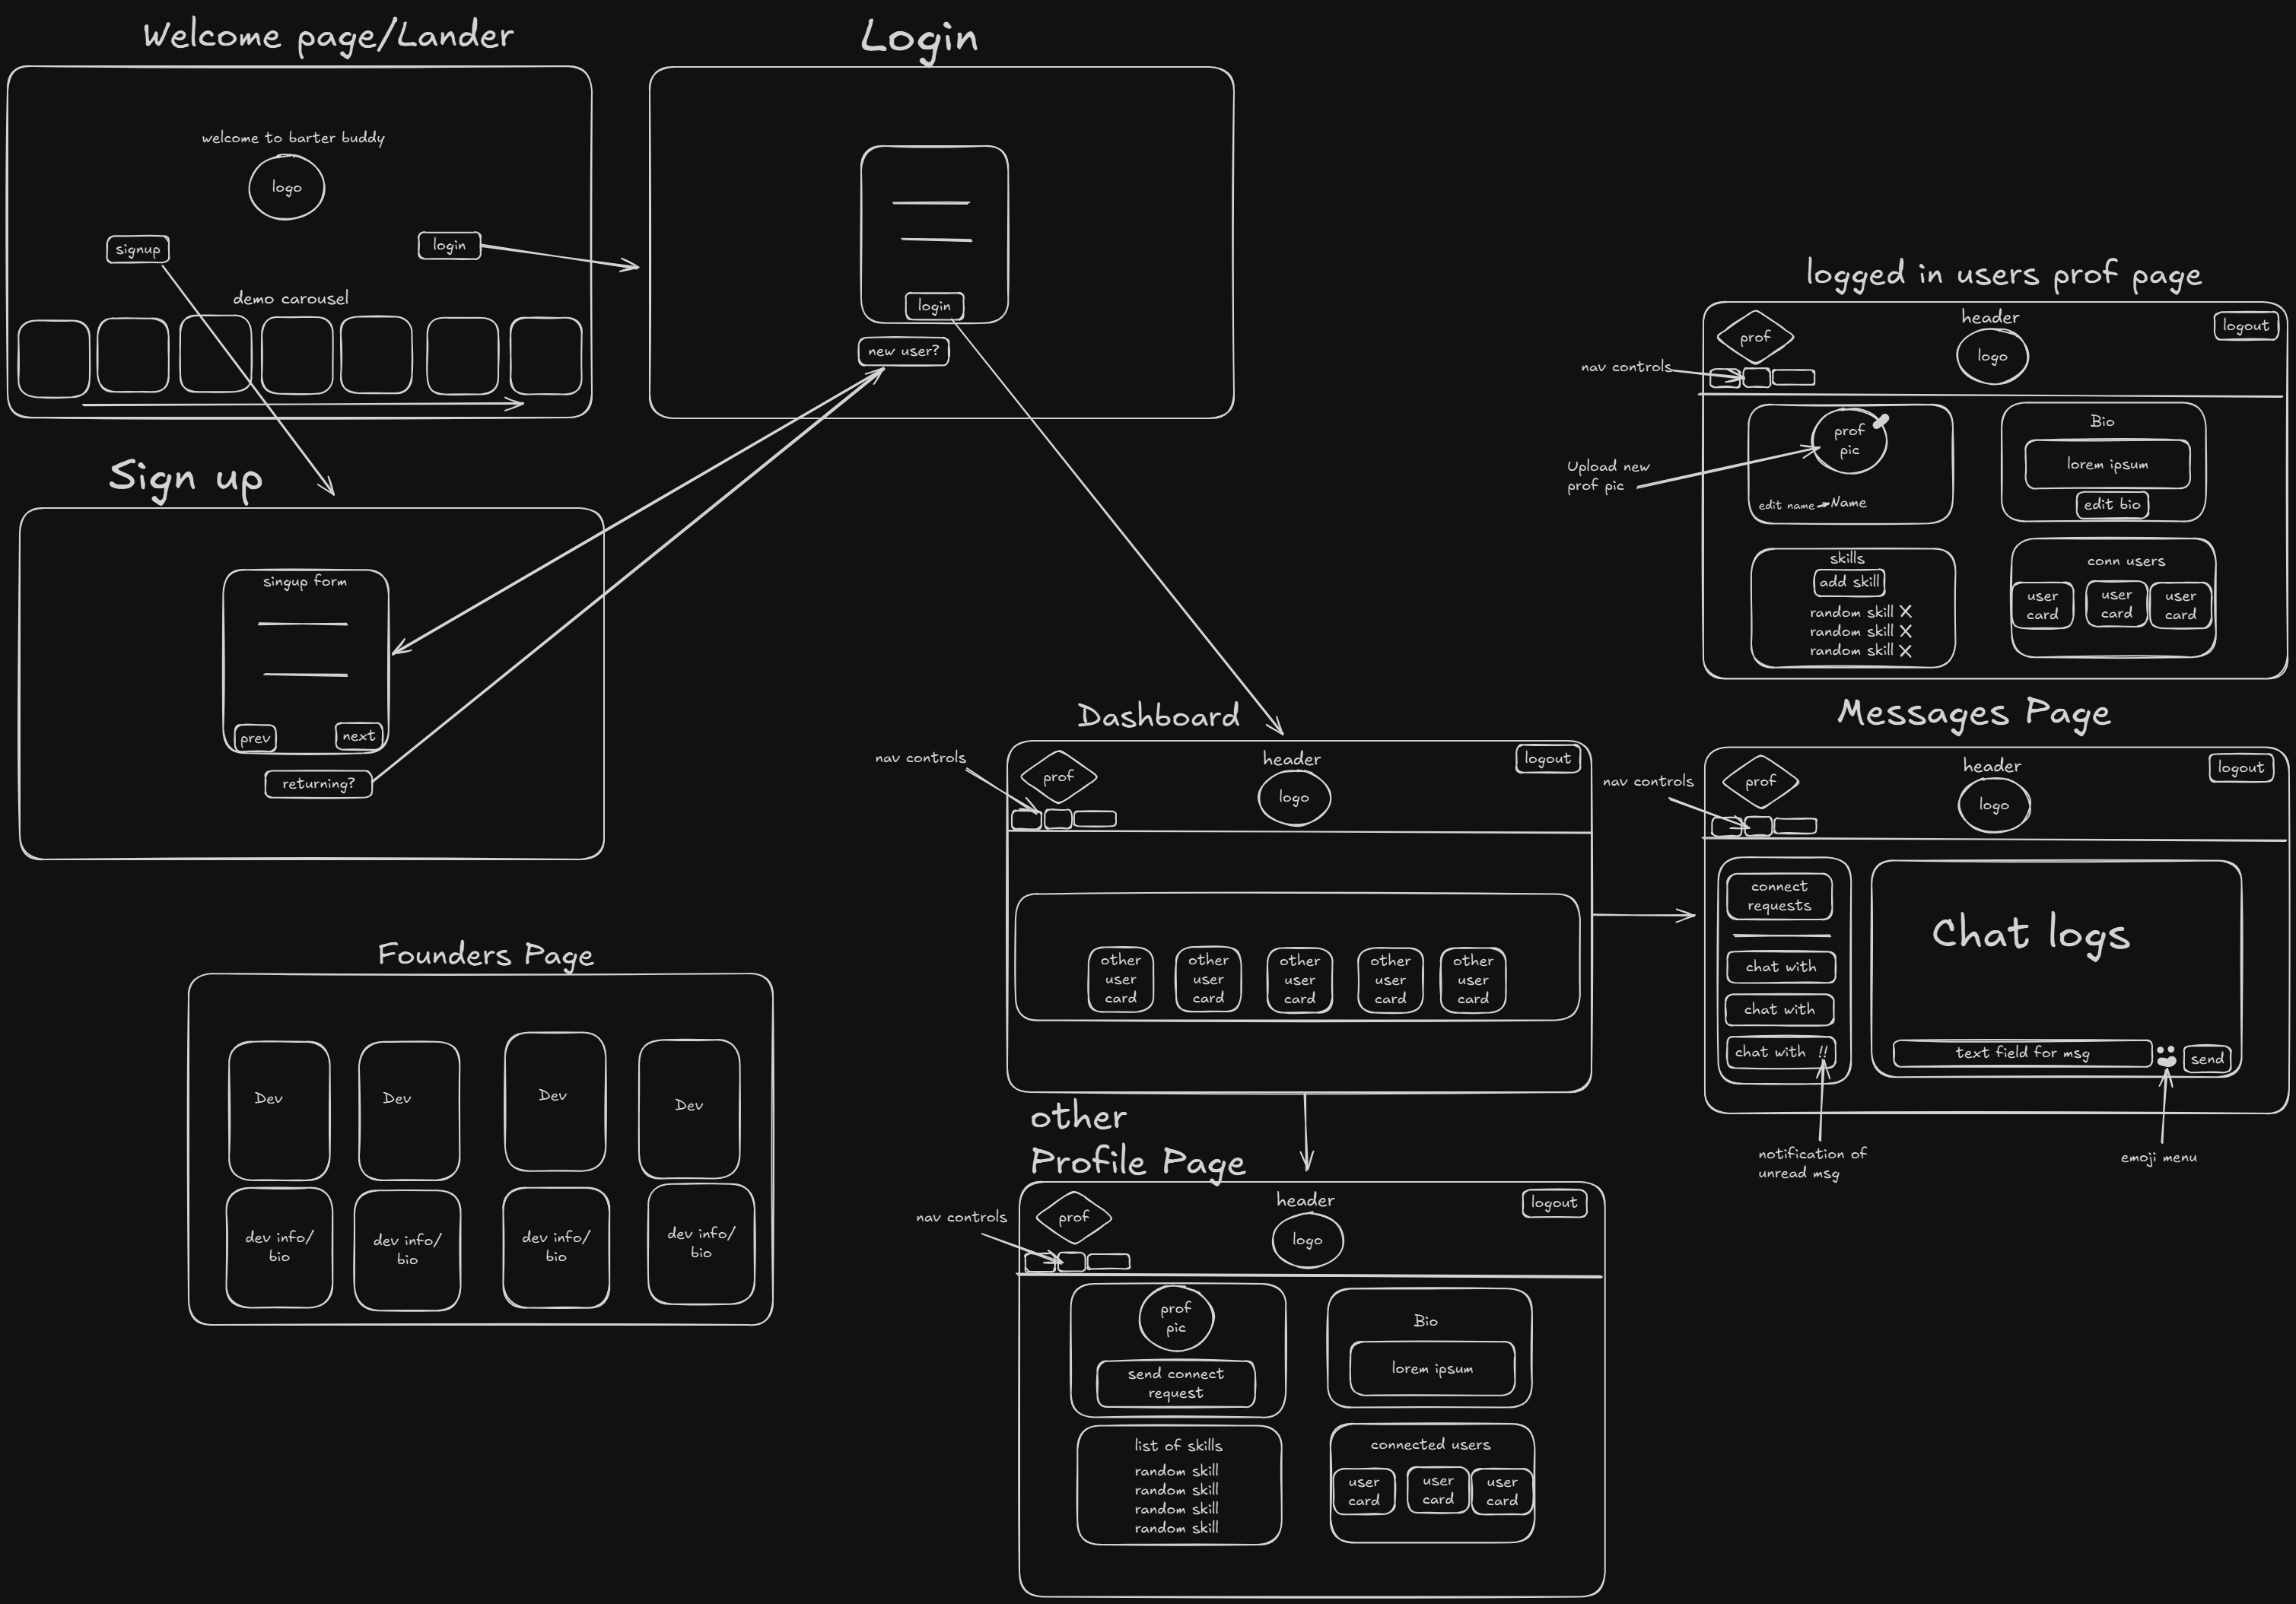 Welcome page/Lander
welcome to barter buddy
logo
signup
login
demo carousel
Login
login
new user?
Sign up
singup form
prev
next
returning?
Founders Page
Dev
Dev
Dev
Dev
dev info/
bio
dev info/
bio
dev info/
bio
dev info/
bio
Dashboard
nav controls
prof
header
logo
logout
other
user
card
other
user
card
other
user
card
other
user
card
other
user
card
other
Profile Page
nav controls
prof
header
logo
logout
prof
pic
send connect
request
Bio
lorem ipsum
list of skills
random skill
random skill
random skill
random skill
connected users
user
card
user
card
user
card
logged in users prof page
nav controls
prof
header
logo
logout
Upload new
prof pic
prof
pic
edit name
Name
Bio
lorem ipsum
edit bio
skills
add skill
random skill X
random skill X
random skill X
conn users
user
card
user
card
user
card
Messages Page
nav controls
prof
header
logo
logout
connect
requests
chat with
chat with
chat with !!
Chat logs
text field for msg
send
notification of
unread msg
emoji menu